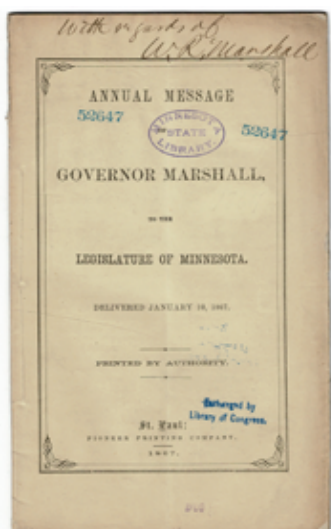 With regards of
W. R. Marshall
ANNUAL MESSAGE
52647
MINNESOTA
STATE
LIBRARY.
52647
GOVERNOR MARSHALL,
TO THE
LEGISLATURE OF MINNESOTA.
DELIVERED JANUARY 10, 1867.
PRINTED BY AUTHORITY.
Exchanged by
Library of Congress.
St. Paul:
PIONEER PRINTING COMPANY.
1867.